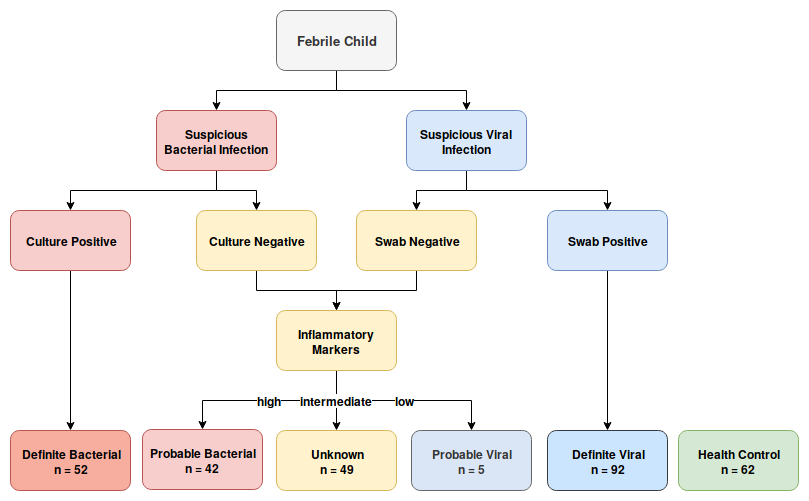 Febrile Child
Suspicious
Bacterial Infection
Suspicious Viral
Infection
Culture Positive
Culture Negative
Swab Negative
Swab Positive
Inflammatory
Markers
high
intermediate
low
Definite Bacterial
n = 52
Probable Bacterial
n = 42
Unknown
n = 49
Probable Viral
n = 5
Definite Viral
n = 92
Health Control
n = 62